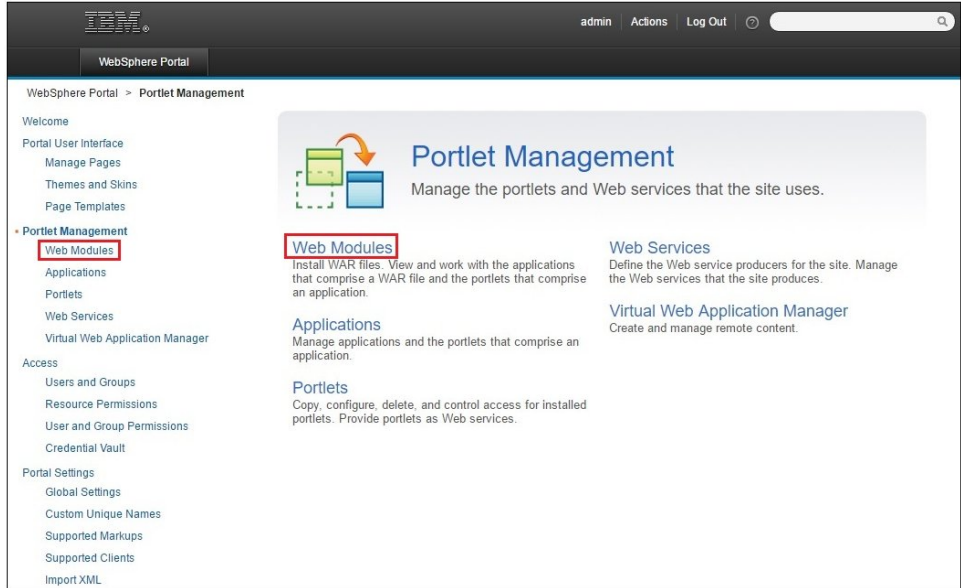 IBM®
admin Actions Log Out ?
WebSphere Portal
WebSphere Portal > Portlet Management
Welcome
Portal User Interface
Manage Pages
Themes and Skins
Page Templates
Portlet Management
Web Modules
Applications
Portlets
Web Services
Virtual Web Application Manager
Access
Users and Groups
Resource Permissions
User and Group Permissions
Credential Vault
Portal Settings
Global Settings
Custom Unique Names
Supported Markups
Supported Clients
Import XML
Portlet Management
Manage the portlets and Web services that the site uses.
Web Modules
Install WAR files. View and work with the applications
that comprise a WAR file and the portlets that comprise
an application.
Applications
Manage applications and the portlets that comprise an
application.
Portlets
Copy, configure, delete, and control access for installed
portlets. Provide portlets as Web services.
Web Services
Define the Web service producers for the site. Manage
the Web services that the site produces.
Virtual Web Application Manager
Create and manage remote content.